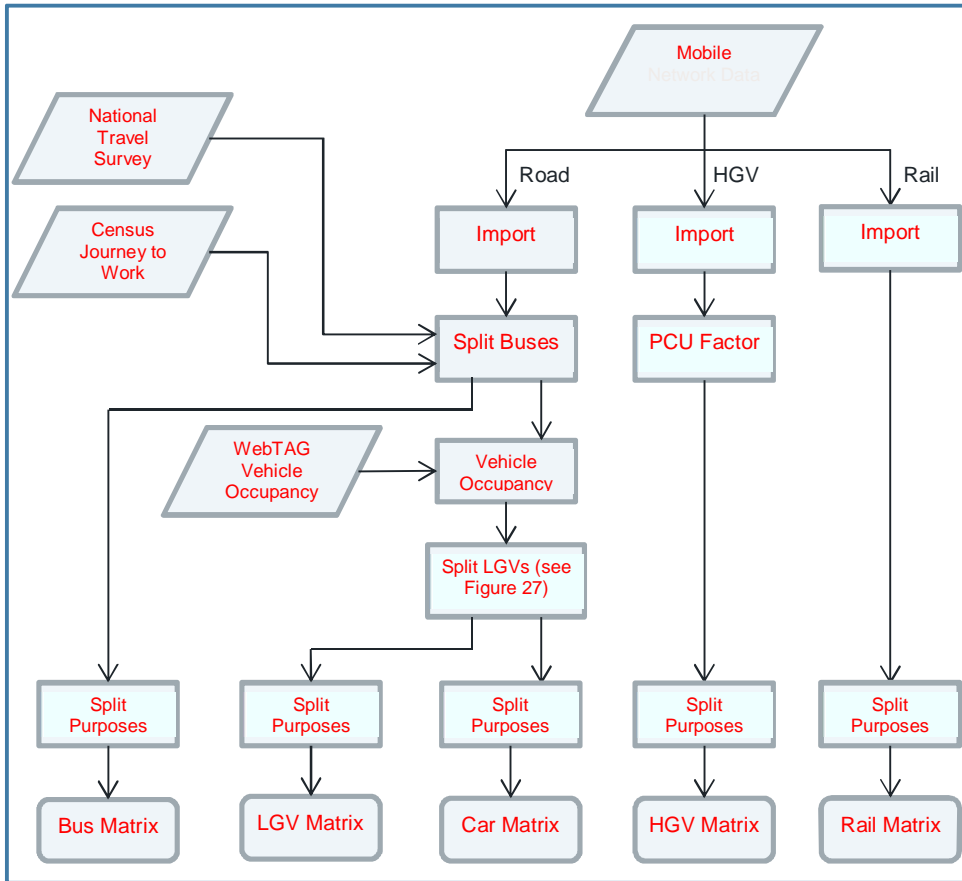 Mobile
Network Data
National
Travel
Survey
Road
HGV
Rail
Census
Journey to
Work
Import
Import
Import
Split Buses
PCU Factor
WebTAG
Vehicle
Occupancy
Vehicle
Occupancy
Split LGVs (see
Figure 27)
Split
Purposes
Split
Purposes
Split
Purposes
Split
Purposes
Split
Purposes
Bus Matrix
LGV Matrix
Car Matrix
HGV Matrix
Rail Matrix